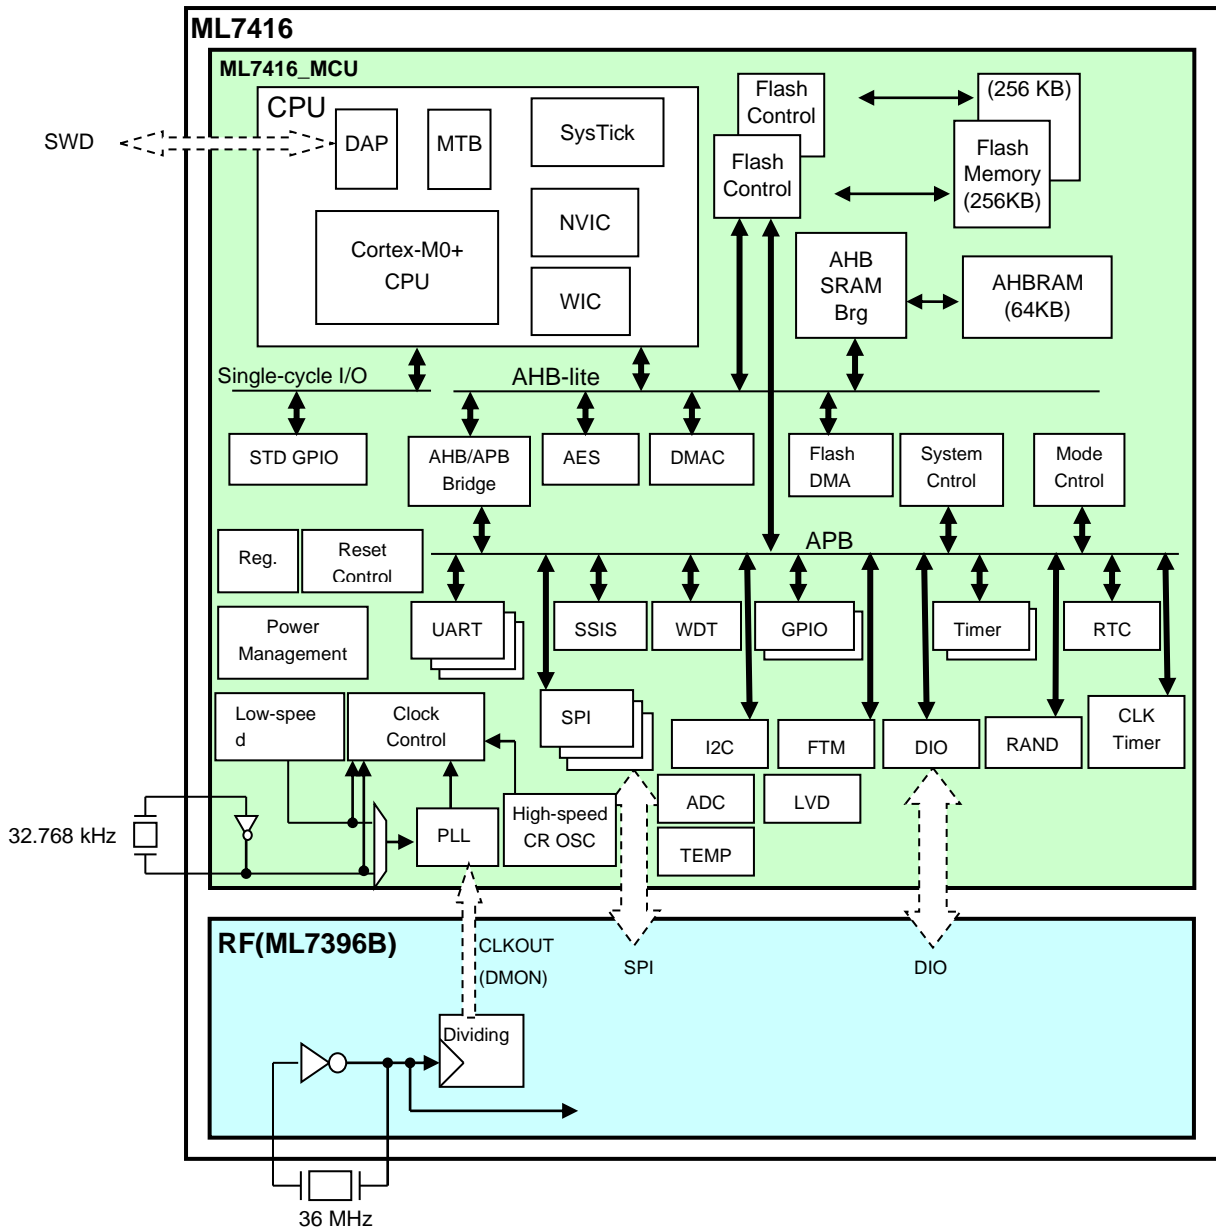 ML7416
ML7416_MCU
CPU
SWD
DAP
MTB
SysTick
Cortex-M0+
CPU
NVIC
WIC
Flash
Control
Flash
Control
(256 KB)
Flash
Memory
(256KB)
AHB
SRAM
Brg
AHBRAM
(64KB)
Single-cycle I/O
AHB-lite
STD GPIO
AHB/APB
Bridge
AES
DMAC
Flash
DMA
System
Cntrol
Mode
Cntrol
Reg.
Reset
Control
APB
Power
Management
UART
SSIS
WDT
GPIO
Timer
RTC
Low-spee
d
Clock
Control
SPI
I2C
FTM
DIO
RAND
CLK
Timer
32.768 kHz
PLL
High-speed
CR OSC
ADC
LVD
TEMP
RF(ML7396B)
CLKOUT
(DMON)
SPI
DIO
Dividing
36 MHz